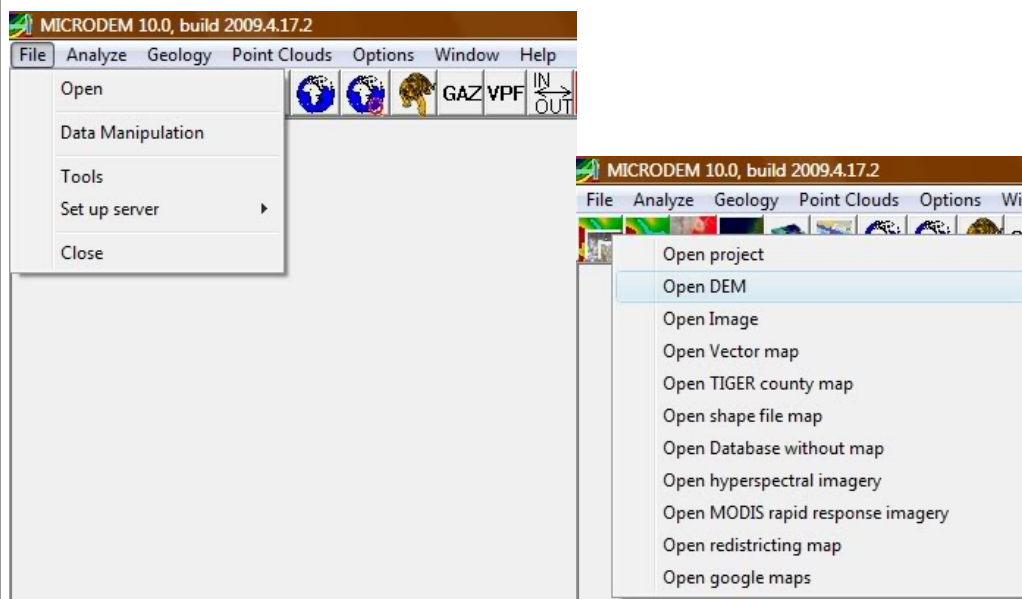 MICRODEM 10.0, build 2009.4.17.2
File Analyze Geology Point Clouds Options Window Help
GAZ VPF IN OUT
Open
Data Manipulation
Tools
Set up server
Close
MICRODEM 10.0, build 2009.4.17.2
File Analyze Geology Point Clouds Options
Open project
Open DEM
Open Image
Open Vector map
Open TIGER county map
Open shape file map
Open Database without map
Open hyperspectral imagery
Open MODIS rapid response imagery
Open redistricting map
Open google maps